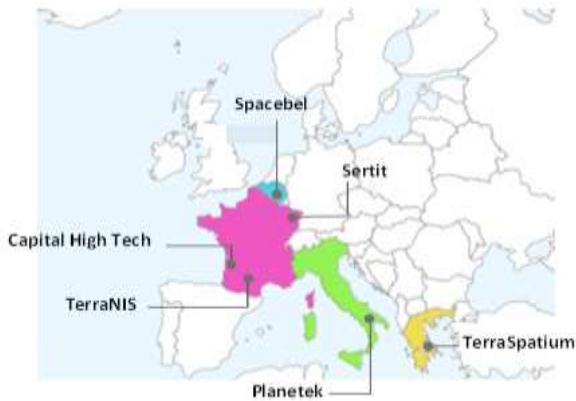 Spacebel
Sertit
Capital High Tech
TerraNIS
TerraSpatium
Planetek